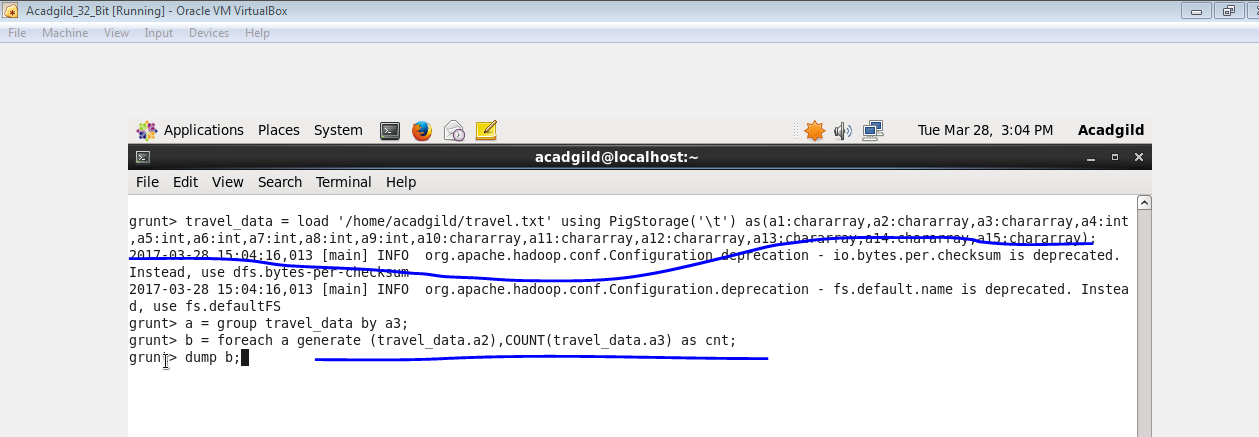 Acadgild_32_Bit [Running] - Oracle VM VirtualBox
File Machine View Input Devices Help
Applications Places System Tue Mar 28, 3:04 PM Acadgild
acadgild@localhost:~
File Edit View Search Terminal Help
grunt> travel_data = load '/home/acadgild/travel.txt' using PigStorage('\t') as(a1:chararray,a2:chararray,a3:chararray,a4:int
,a5:int,a6:int,a7:int,a8:int,a9:int,a10:chararray,a11:chararray,a12:chararray,a13:chararray,a14:chararray,a15:chararray);
2017-03-28 15:04:16,013 [main] INFO  org.apache.hadoop.conf.Configuration.deprecation - io.bytes.per.checksum is deprecated.
Instead, use dfs.bytes-per-checksum
2017-03-28 15:04:16,013 [main] INFO  org.apache.hadoop.conf.Configuration.deprecation - fs.default.name is deprecated. Instea
d, use fs.defaultFS
grunt> a = group travel_data by a3;
grunt> b = foreach a generate (travel_data.a2),COUNT(travel_data.a3) as cnt;
grunt> dump b;